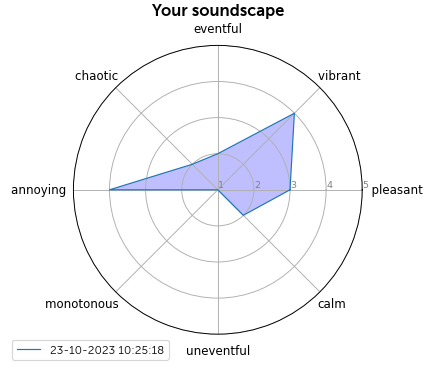 Your soundscape
eventful
chaotic
vibrant
annoying
1 2 3 4 5
pleasant
monotonous
calm
uneventful
23-10-2023 10:25:18